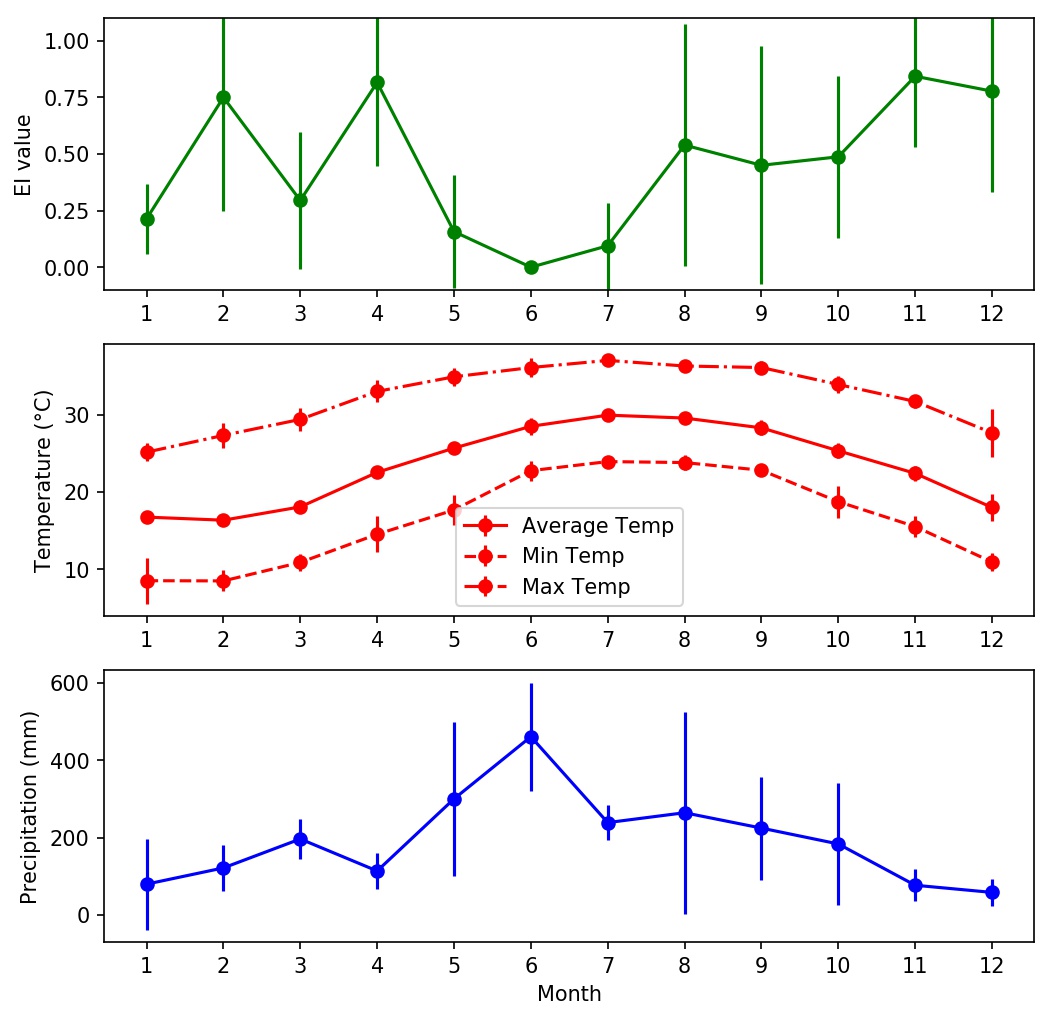 EI value
1.00
0.75
0.50
0.25
0.00
1 2 3 4 5 6 7 8 9 10 11 12
Temperature (°C)
30
20
10
Average Temp
Min Temp
Max Temp
1 2 3 4 5 6 7 8 9 10 11 12
Precipitation (mm)
600
400
200
0
1 2 3 4 5 6 7 8 9 10 11 12
Month